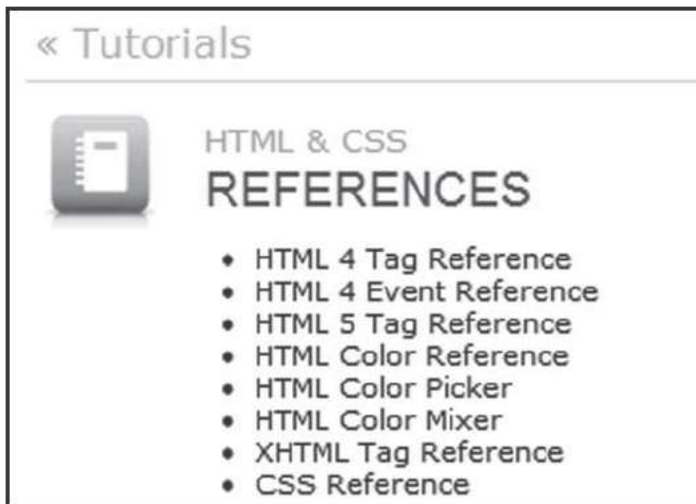 « Tutorials
HTML & CSS
REFERENCES
• HTML 4 Tag Reference
• HTML 4 Event Reference
• HTML 5 Tag Reference
• HTML Color Reference
• HTML Color Picker
• HTML Color Mixer
• XHTML Tag Reference
• CSS Reference